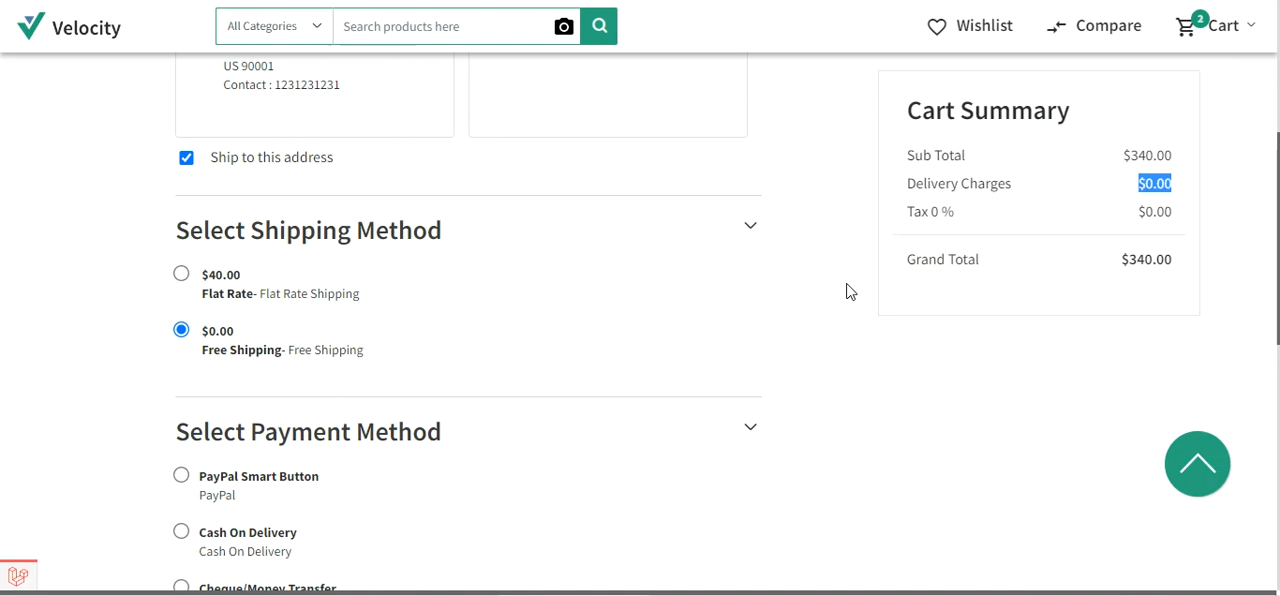 Velocity
All Categories
Search products here
Wishlist
Compare
2
Cart
US 90001
Contact : 1231231231
Ship to this address
Select Shipping Method
$40.00
Flat Rate- Flat Rate Shipping
$0.00
Free Shipping- Free Shipping
Select Payment Method
PayPal Smart Button
PayPal
Cash On Delivery
Cash On Delivery
Cheque/Money Transfer
Cart Summary
Sub Total $340.00
Delivery Charges $0.00
Tax 0 % $0.00
Grand Total $340.00